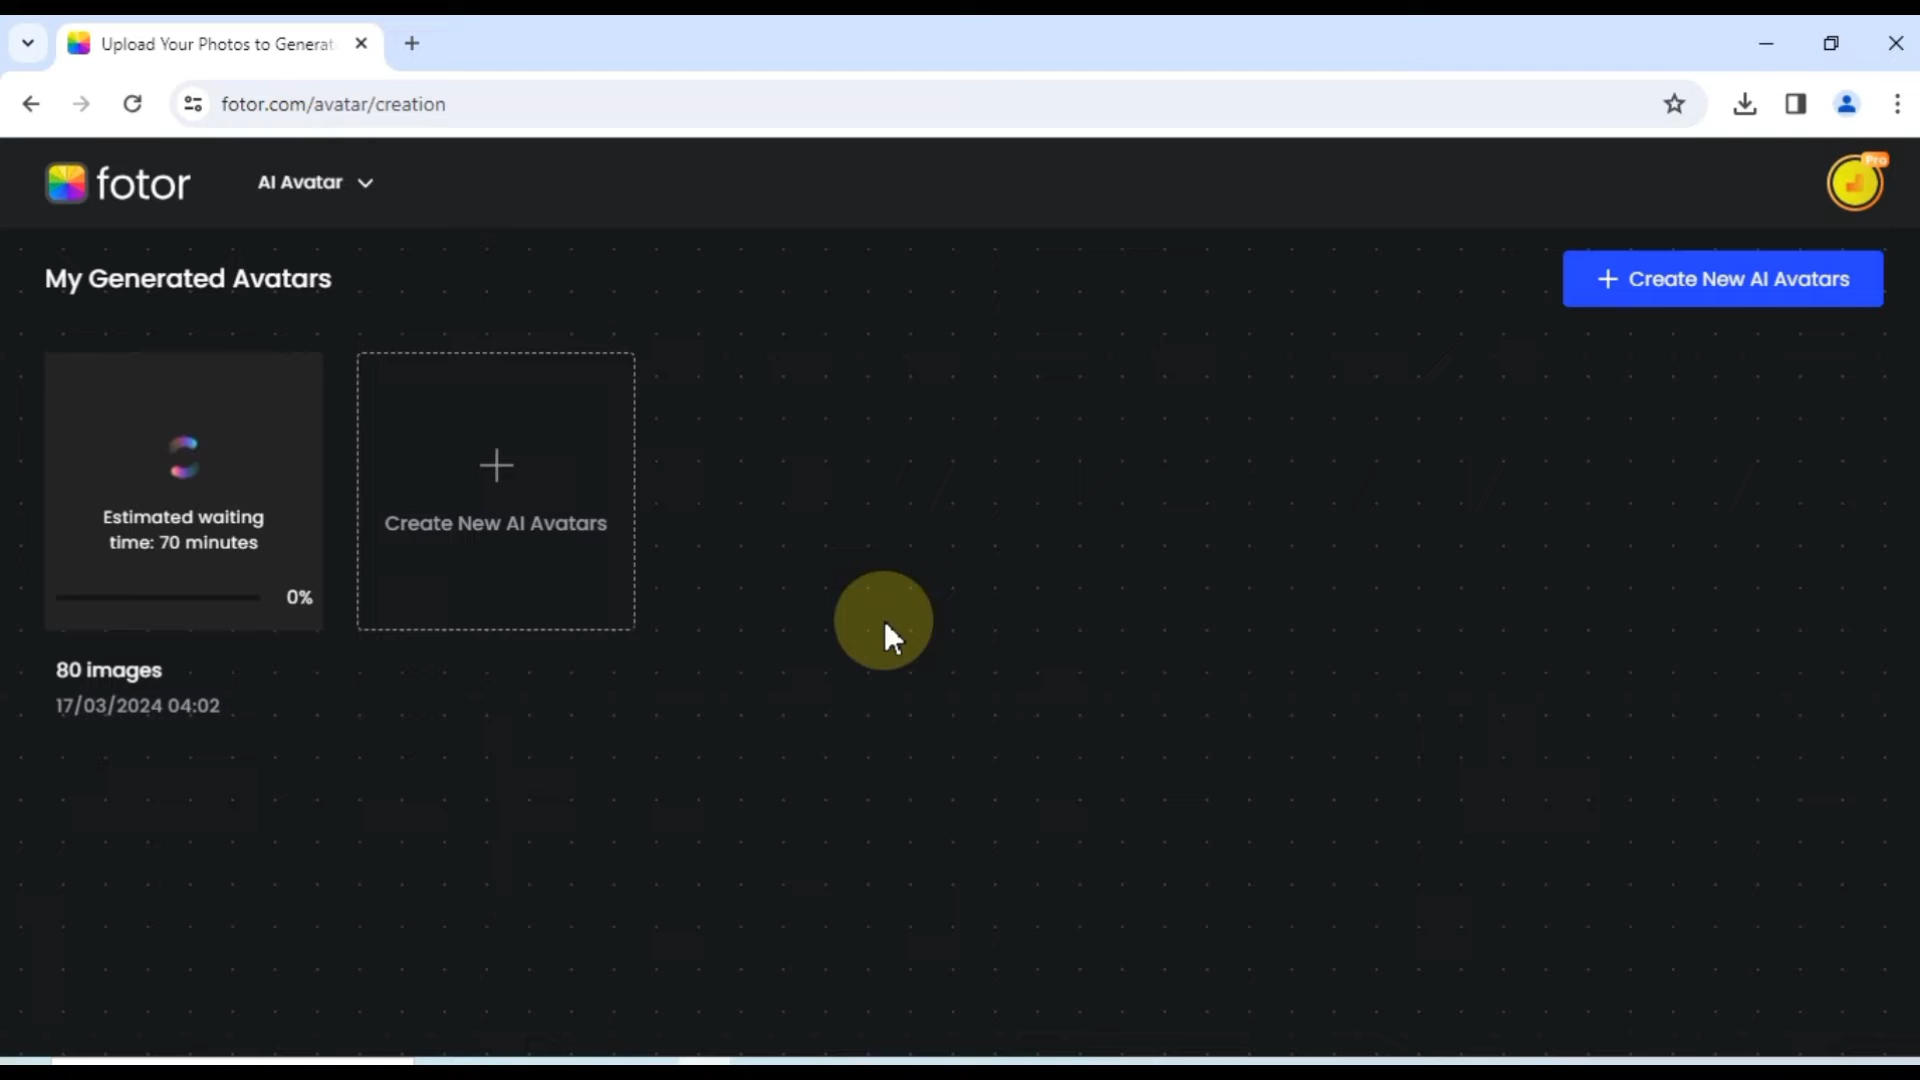 Upload Your Photos to Generat
fotor.com/avatar/creation
fotor
AI Avatar
Pro
My Generated Avatars
+ Create New AI Avatars
Estimated waiting
time: 70 minutes
0%
+
Create New AI Avatars
80 images
17/03/2024 04:02